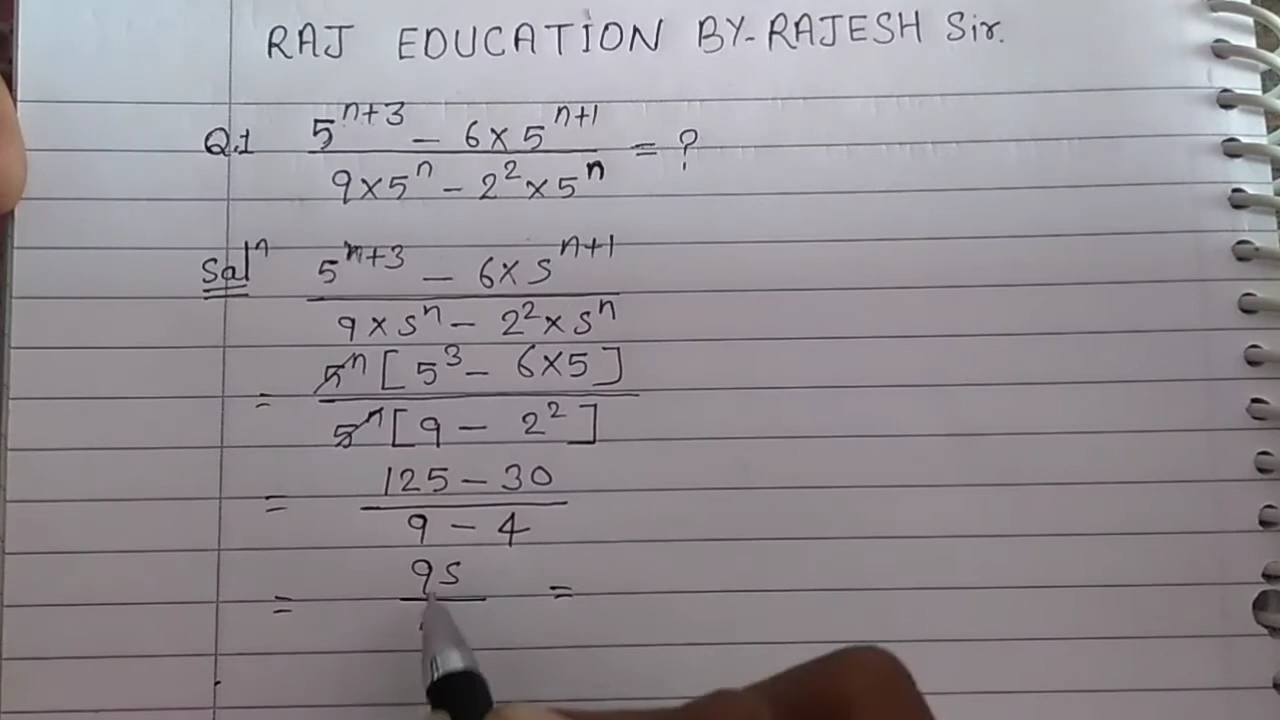 RAJ EDUCATION BY-RAJESH Sir.
Q.1 5^{n+3} - 6×5^{n+1} / 9×5^n - 2^2×5^n = ?
Sol^n 5^{n+3} - 6×5^{n+1} / 9×5^n - 2^2×5^n
= 5^n [5^3 - 6×5] / 5^n [9 - 2^2]
= 125 - 30 / 9 - 4
= 95 / =